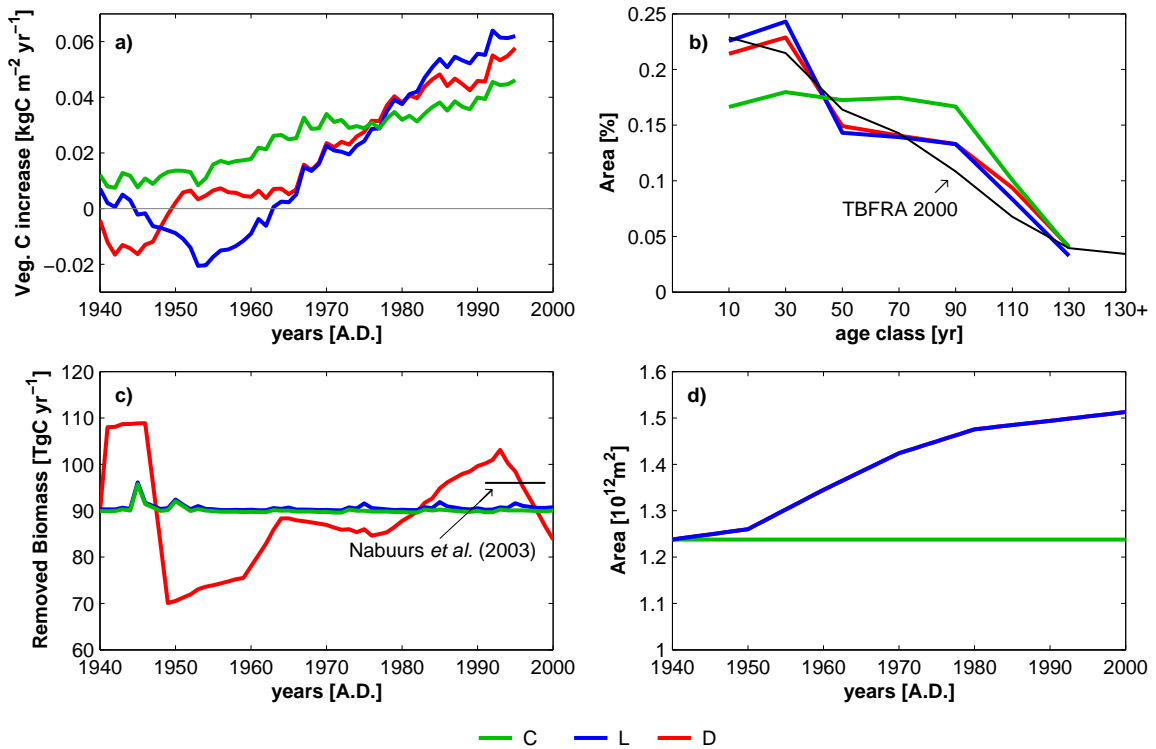 a)
Veg. C increase [kgC m−2 yr−1]
0.06
0.04
0.02
0
−0.02
1940 1950 1960 1970 1980 1990 2000
years [A.D.]
b)
Area [%]
0.25
0.20
0.15
0.10
0.05
0
TBFRA 2000
10 30 50 70 90 110 130 130+
age class [yr]
c)
Removed Biomass [TgC yr−1]
120
110
100
90
80
70
60
Nabuurs et al. (2003)
1940 1950 1960 1970 1980 1990 2000
years [A.D.]
d)
Area [10^12m^2]
1.6
1.5
1.4
1.3
1.2
1.1
1
1940 1950 1960 1970 1980 1990 2000
years [A.D.]
C L D